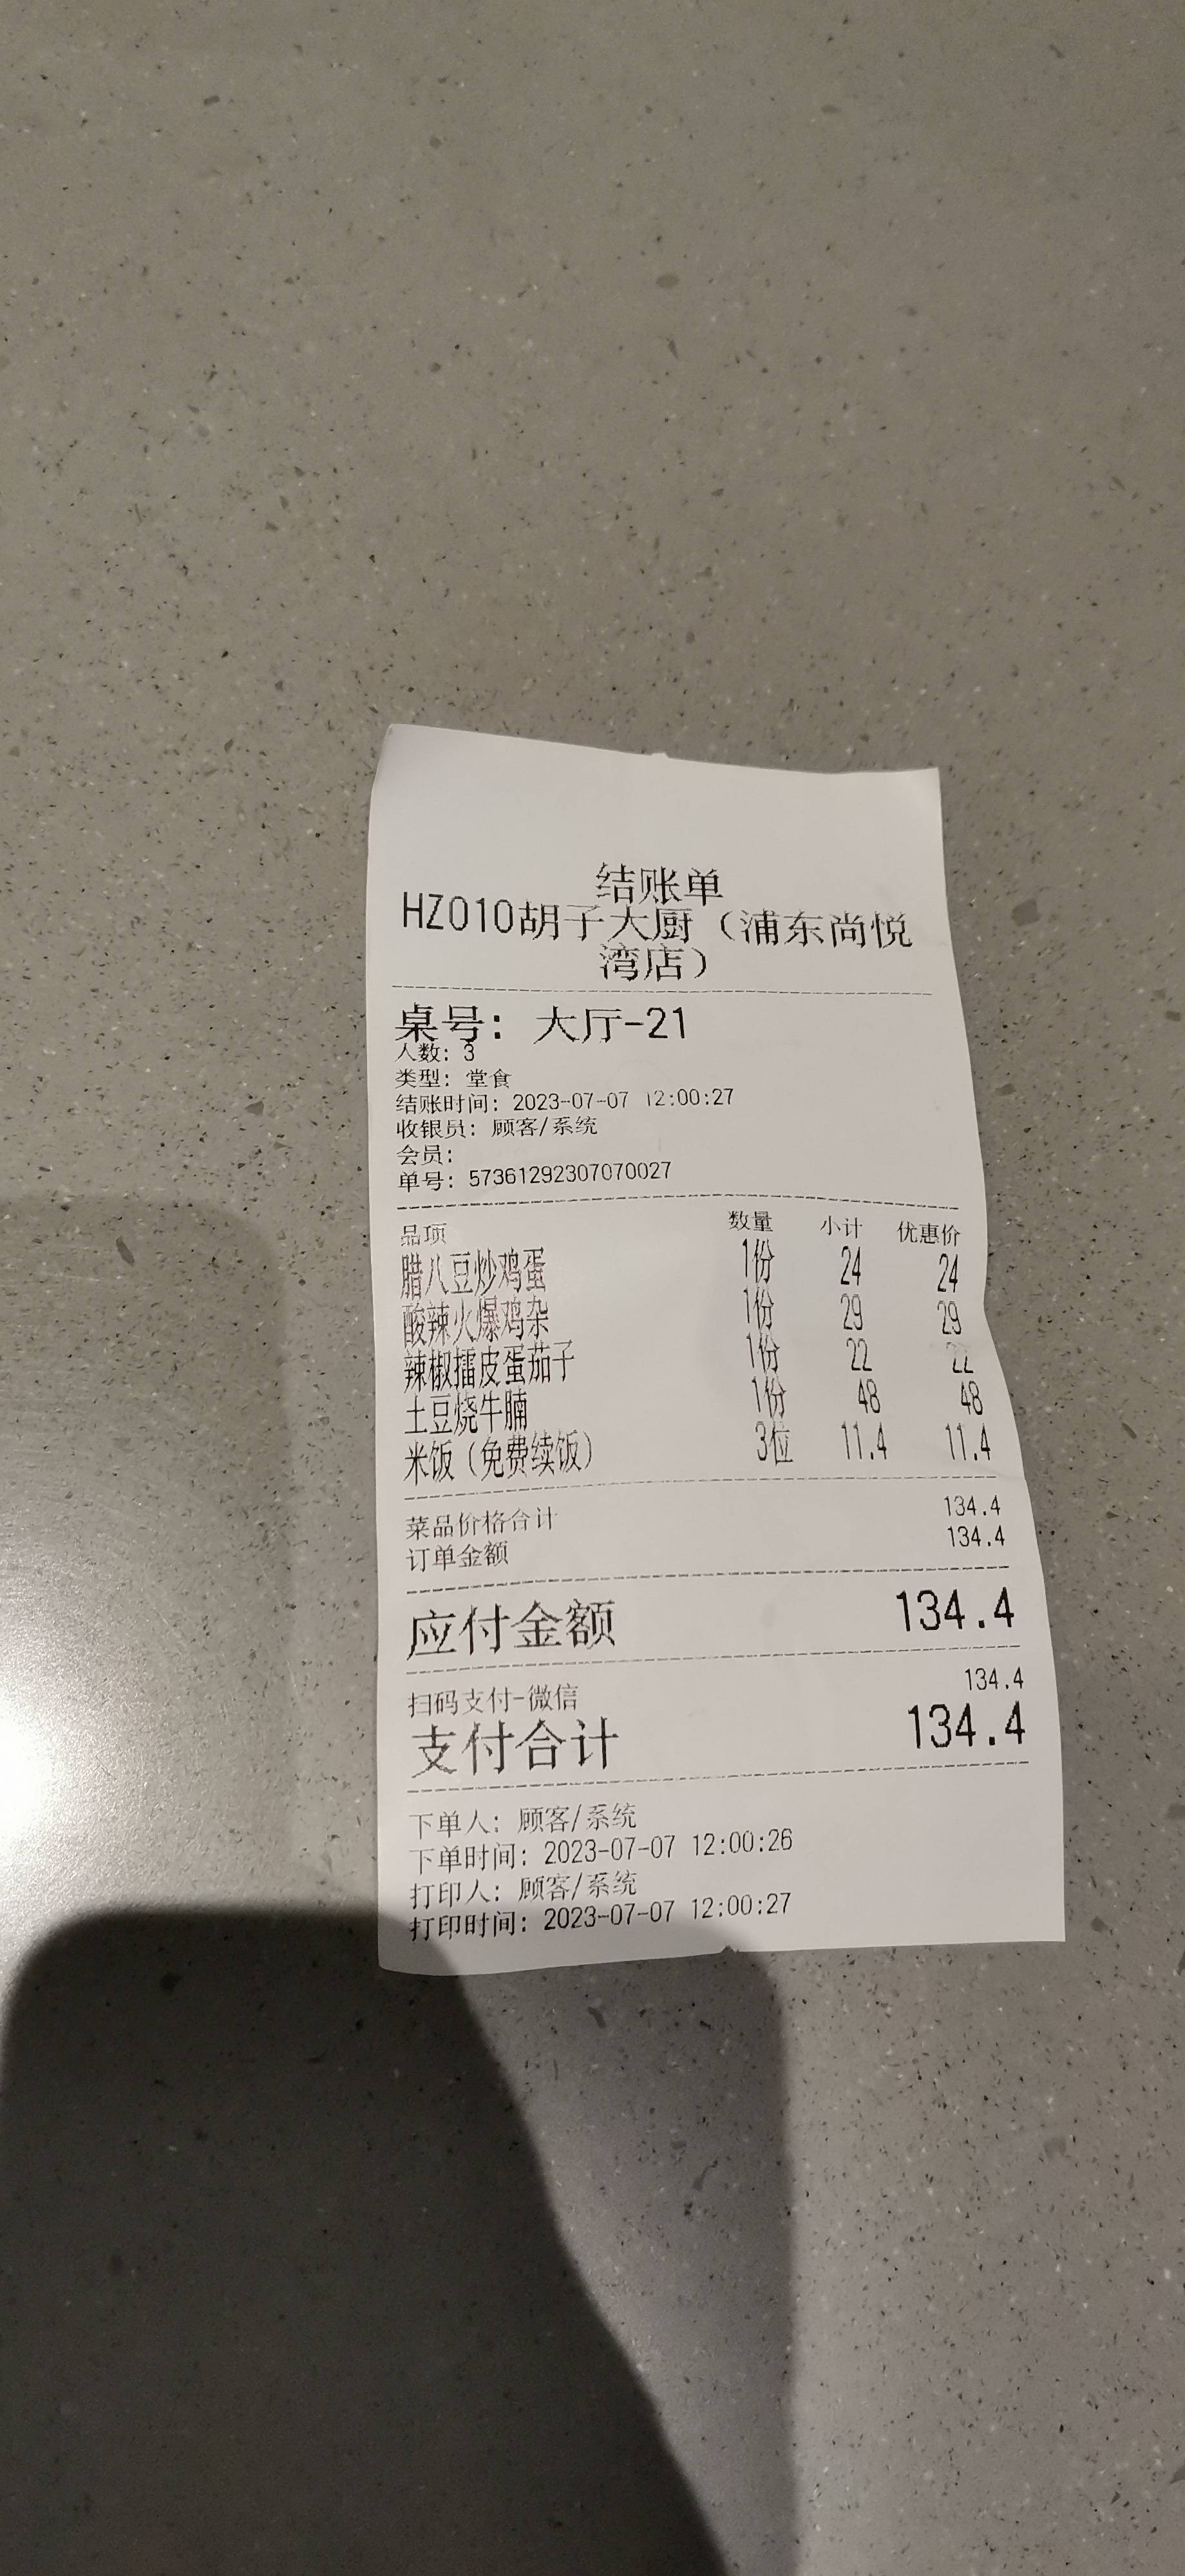 结账单
HZ010胡子大厨（浦东尚悦
湾店）
桌号: 大厅-21
人数: 3
类型: 堂食
结账时间: 2023-07-07 12:00:27
收银员: 顾客/系统
会员:
单号: 573612923070​70027
品项 数量 小计 优惠价
腊八豆炒鸡蛋 1份 24 24
酸辣火爆鸡杂 1份 29 29
辣椒擂皮蛋茄子 1份 22 22
土豆烧牛腩 1份 48 48
米饭（免费续饭） 3位 11.4 11.4
菜品价格合计 134.4
订单金额 134.4
应付金额 134.4
扫码支付-微信 134.4
支付合计 134.4
下单人: 顾客/系统
下单时间: 2023-07-07 12:00:26
打印人: 顾客/系统
打印时间: 2023-07-07 12:00:27